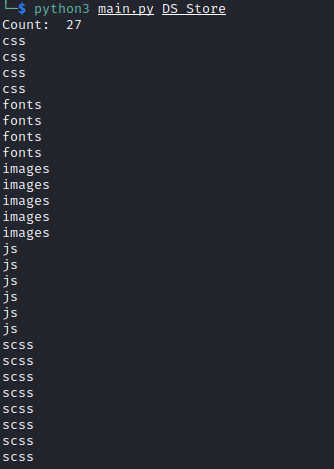 └─$ python3 main.py DS_Store
Count:  27
css
css
css
css
fonts
fonts
fonts
fonts
images
images
images
images
images
js
js
js
js
js
js
scss
scss
scss
scss
scss
scss
scss
scss